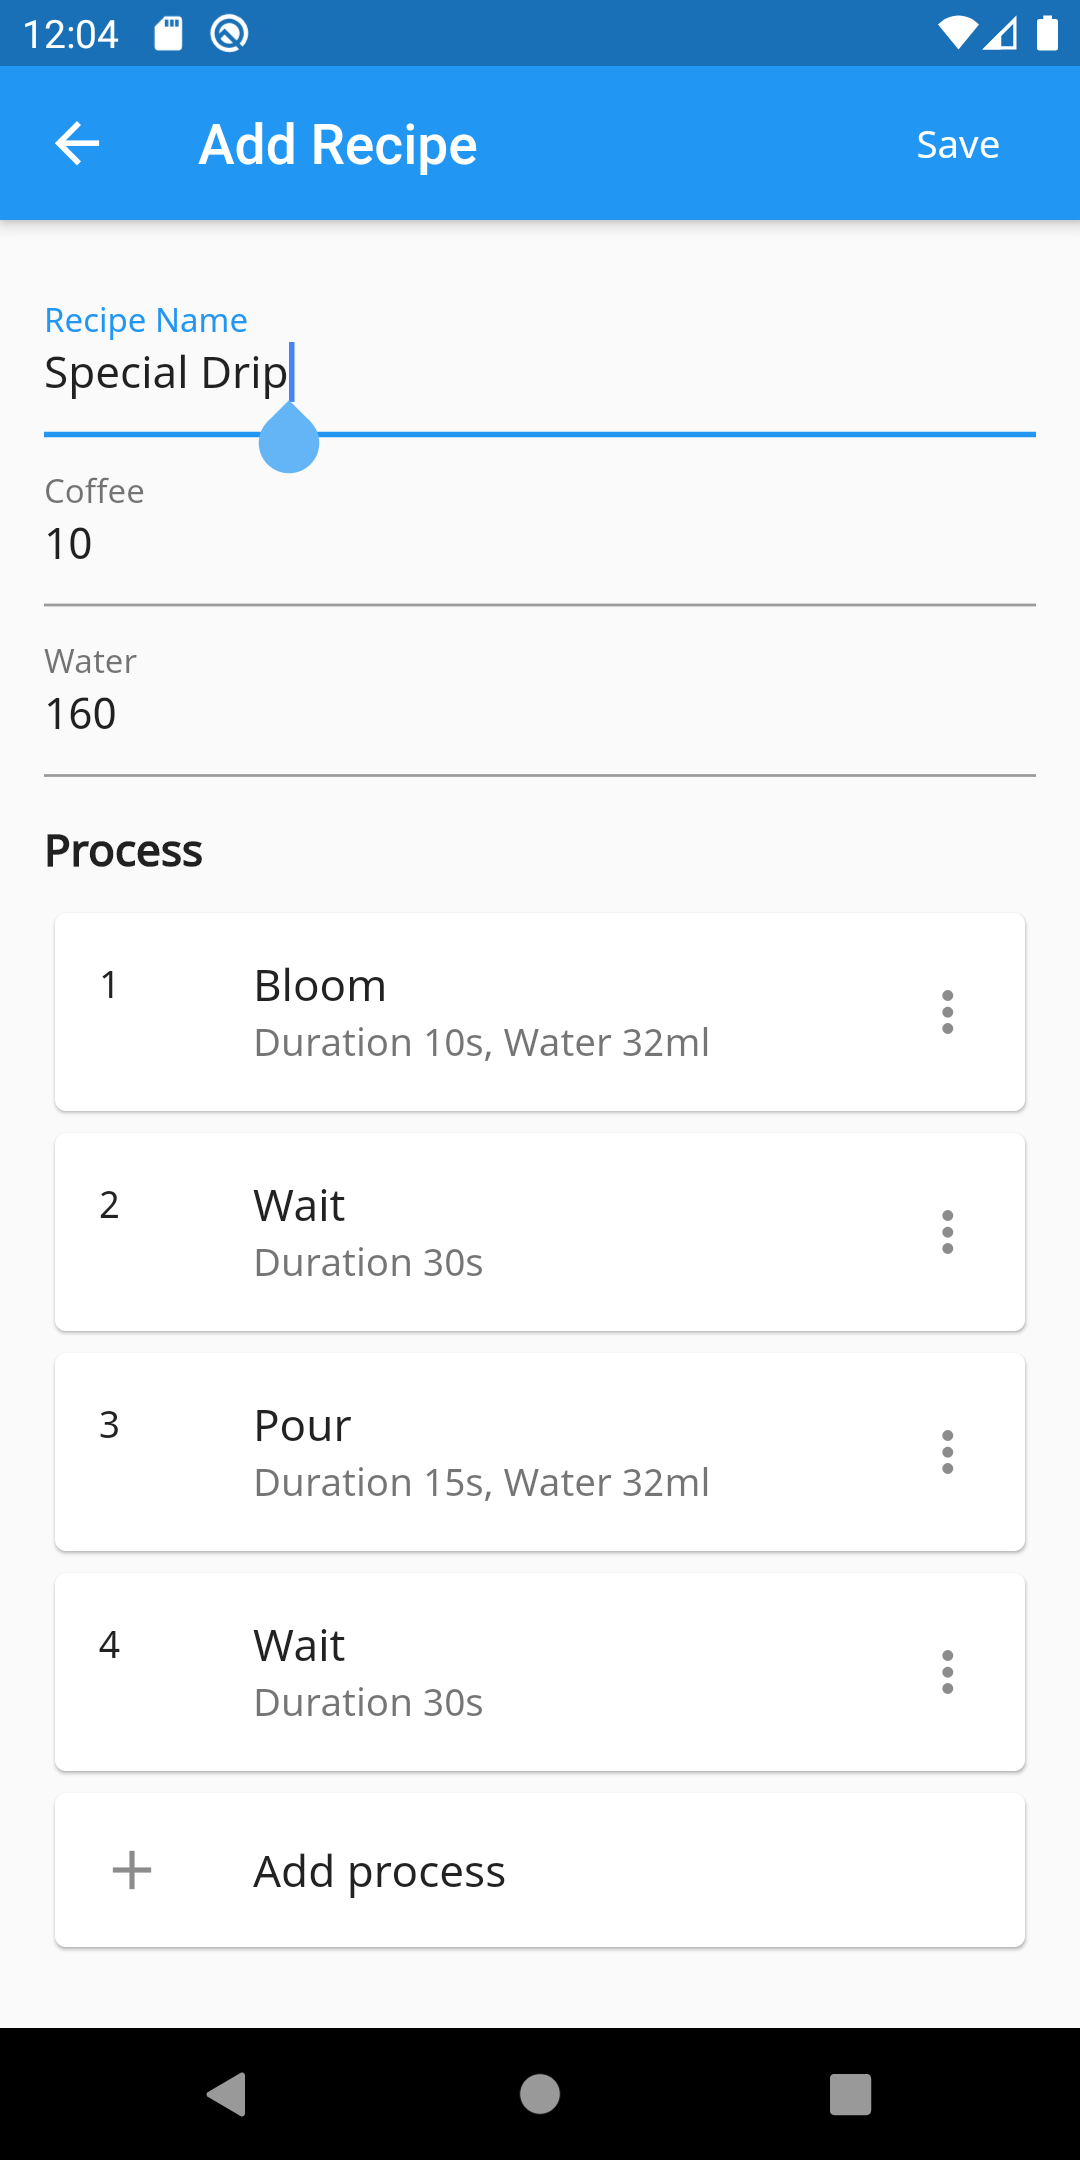 12:04
Add Recipe
Save
Recipe Name
Special Drip
Coffee
10
Water
160
Process
1
Bloom
Duration 10s, Water 32ml
2
Wait
Duration 30s
3
Pour
Duration 15s, Water 32ml
4
Wait
Duration 30s
Add process